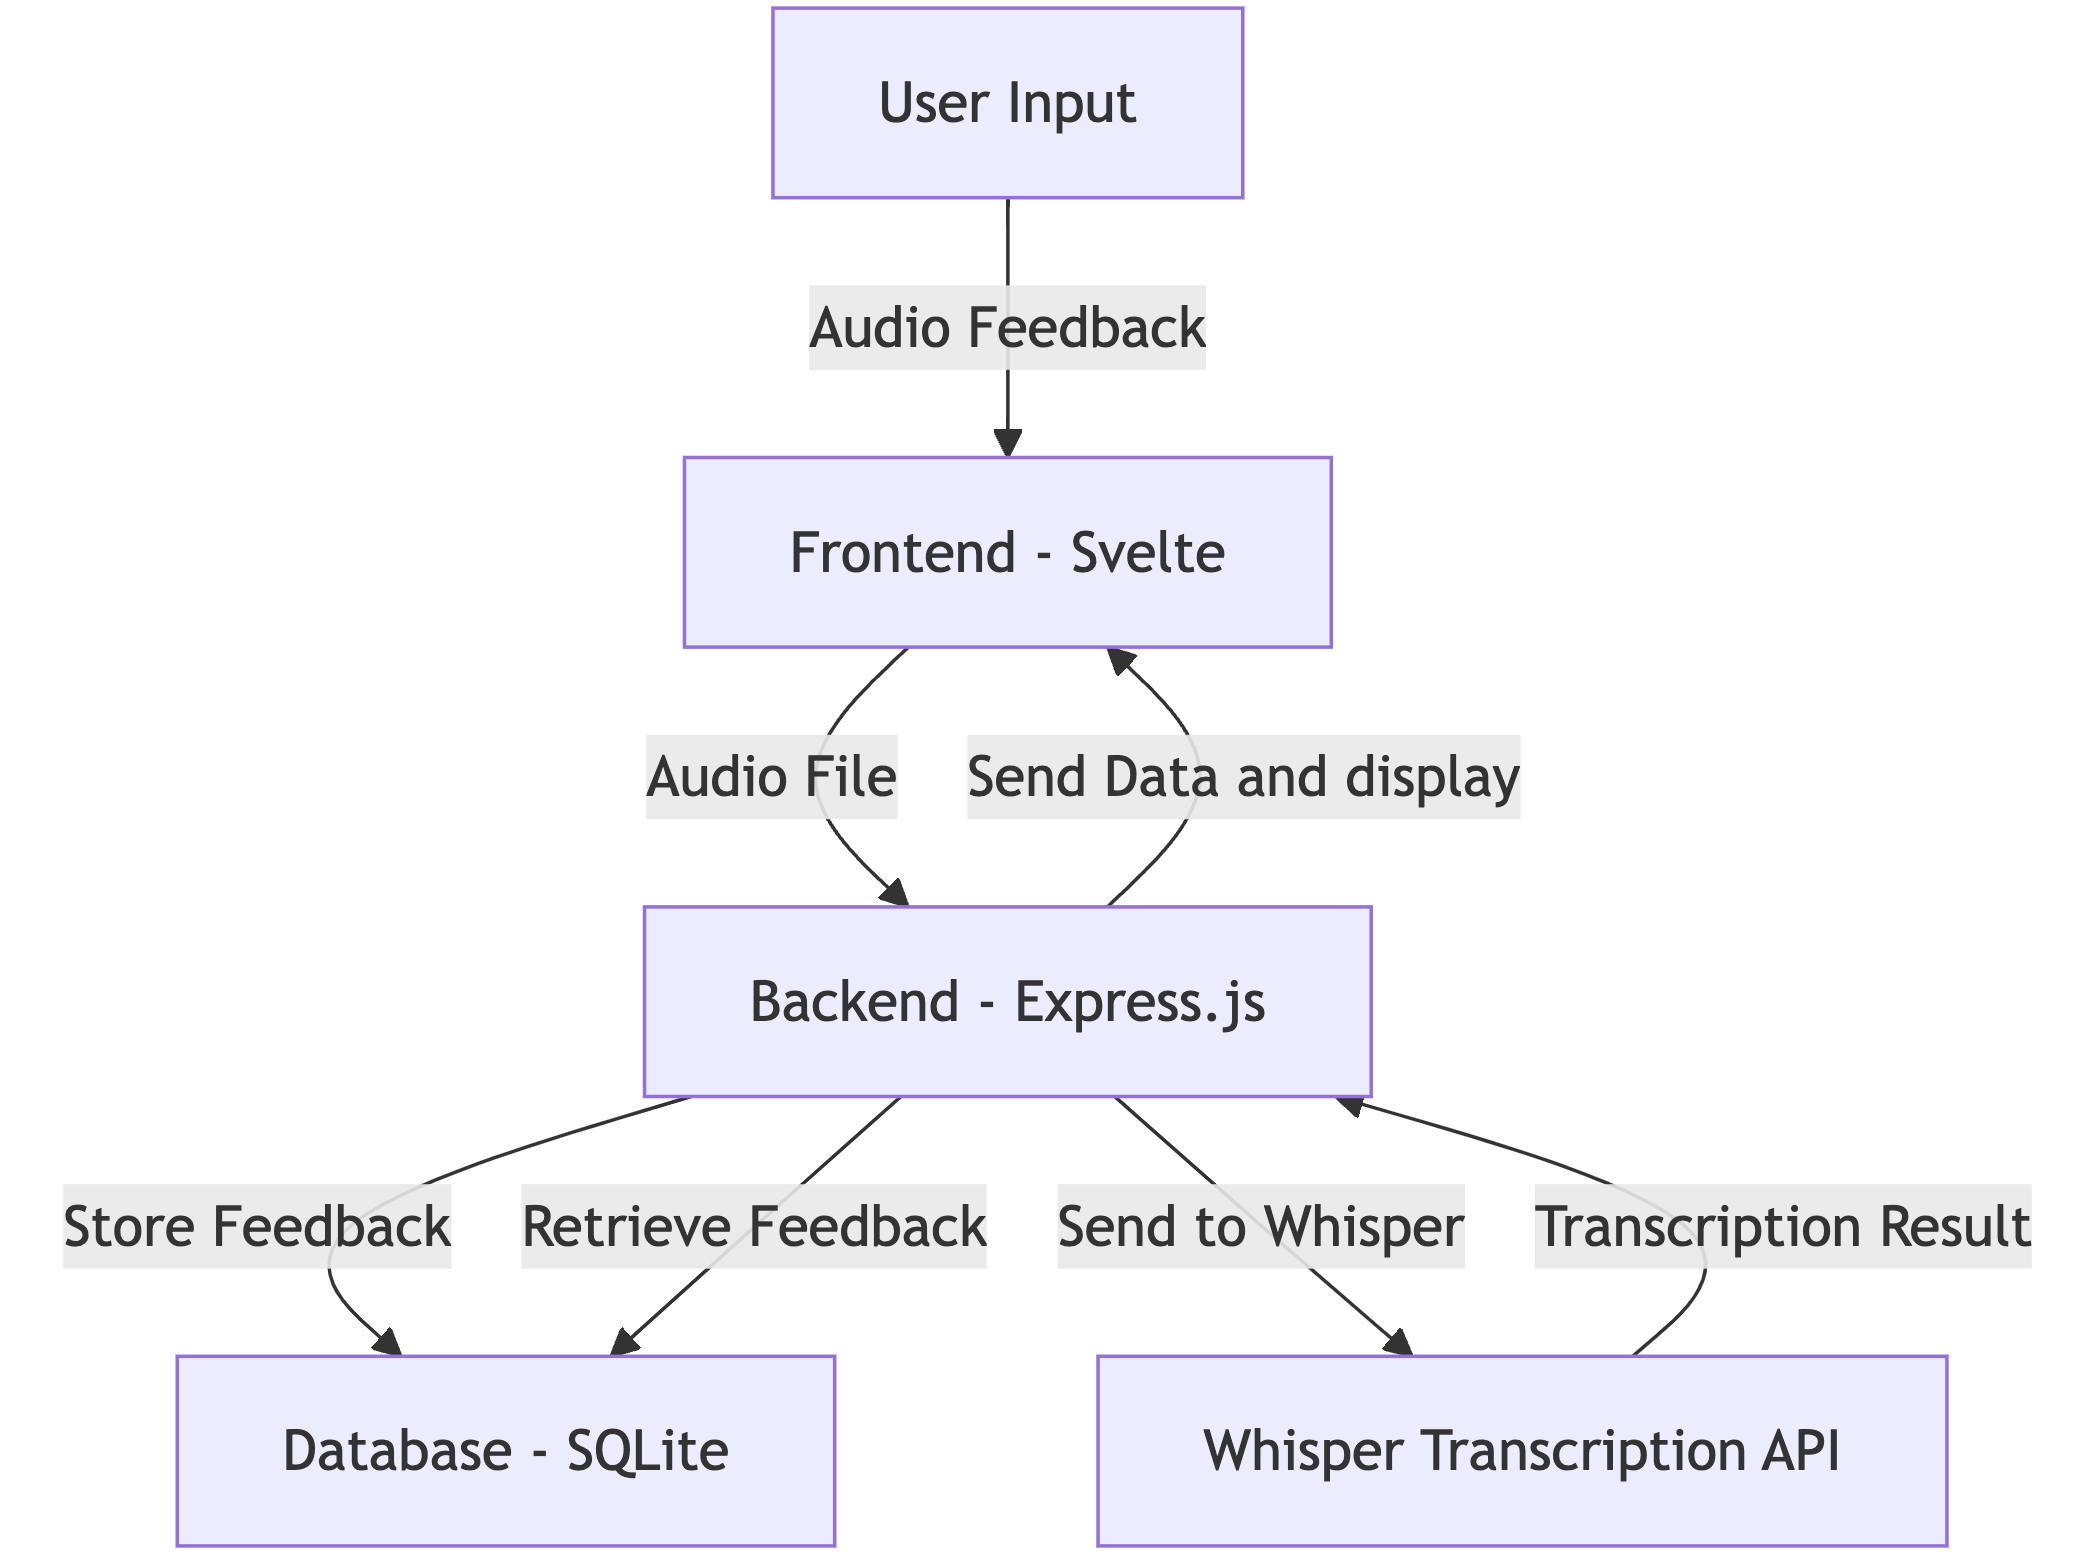 User Input
Audio Feedback
Frontend - Svelte
Audio File
Send Data and display
Backend - Express.js
Store Feedback
Retrieve Feedback
Send to Whisper
Transcription Result
Database - SQLite
Whisper Transcription API